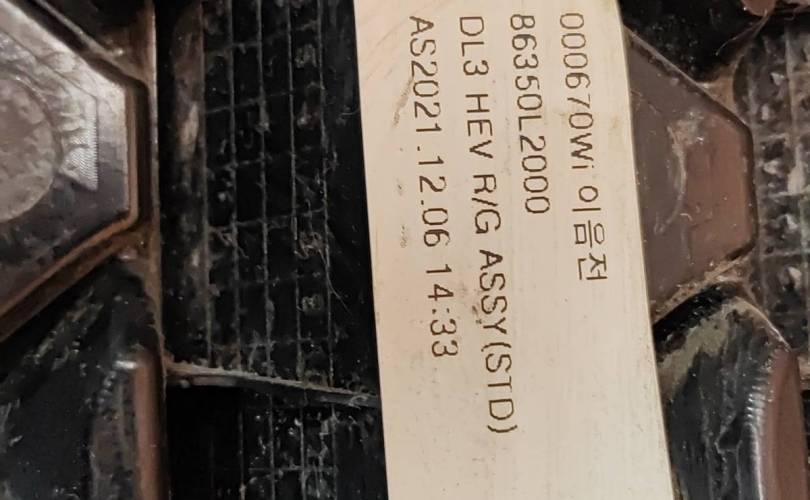 000670Wi 이음전
86350L2000
DL3 HEV R/G ASSY(STD)
AS2021.12.06 14:33